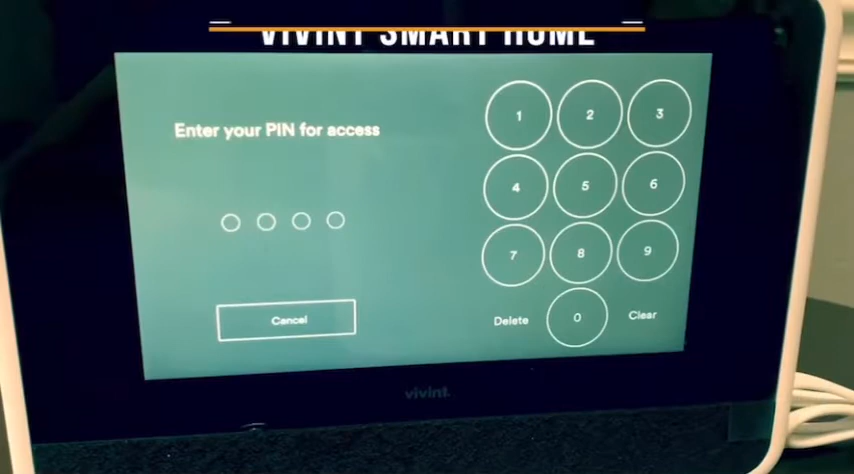 VIVINT SMART HOME
Enter your PIN for access
1 2 3
4 5 6
7 8 9
Delete 0 Clear
Cancel
vivint.